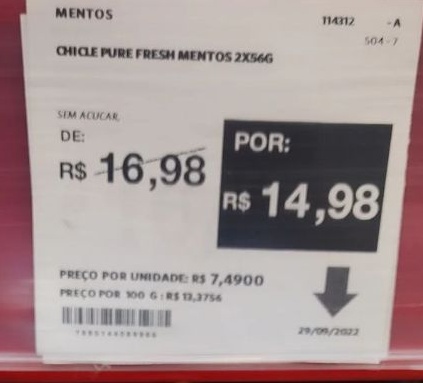 MENTOS
114312 - A
504-7
CHICLE PURE FRESH MENTOS 2X56G
SEM ACUCAR,
DE:
R$ 16,98
POR:
R$ 14,98
PREÇO POR UNIDADE: R$ 7,4900
PREÇO POR 100 G : R$ 13,3756
29/09/2022